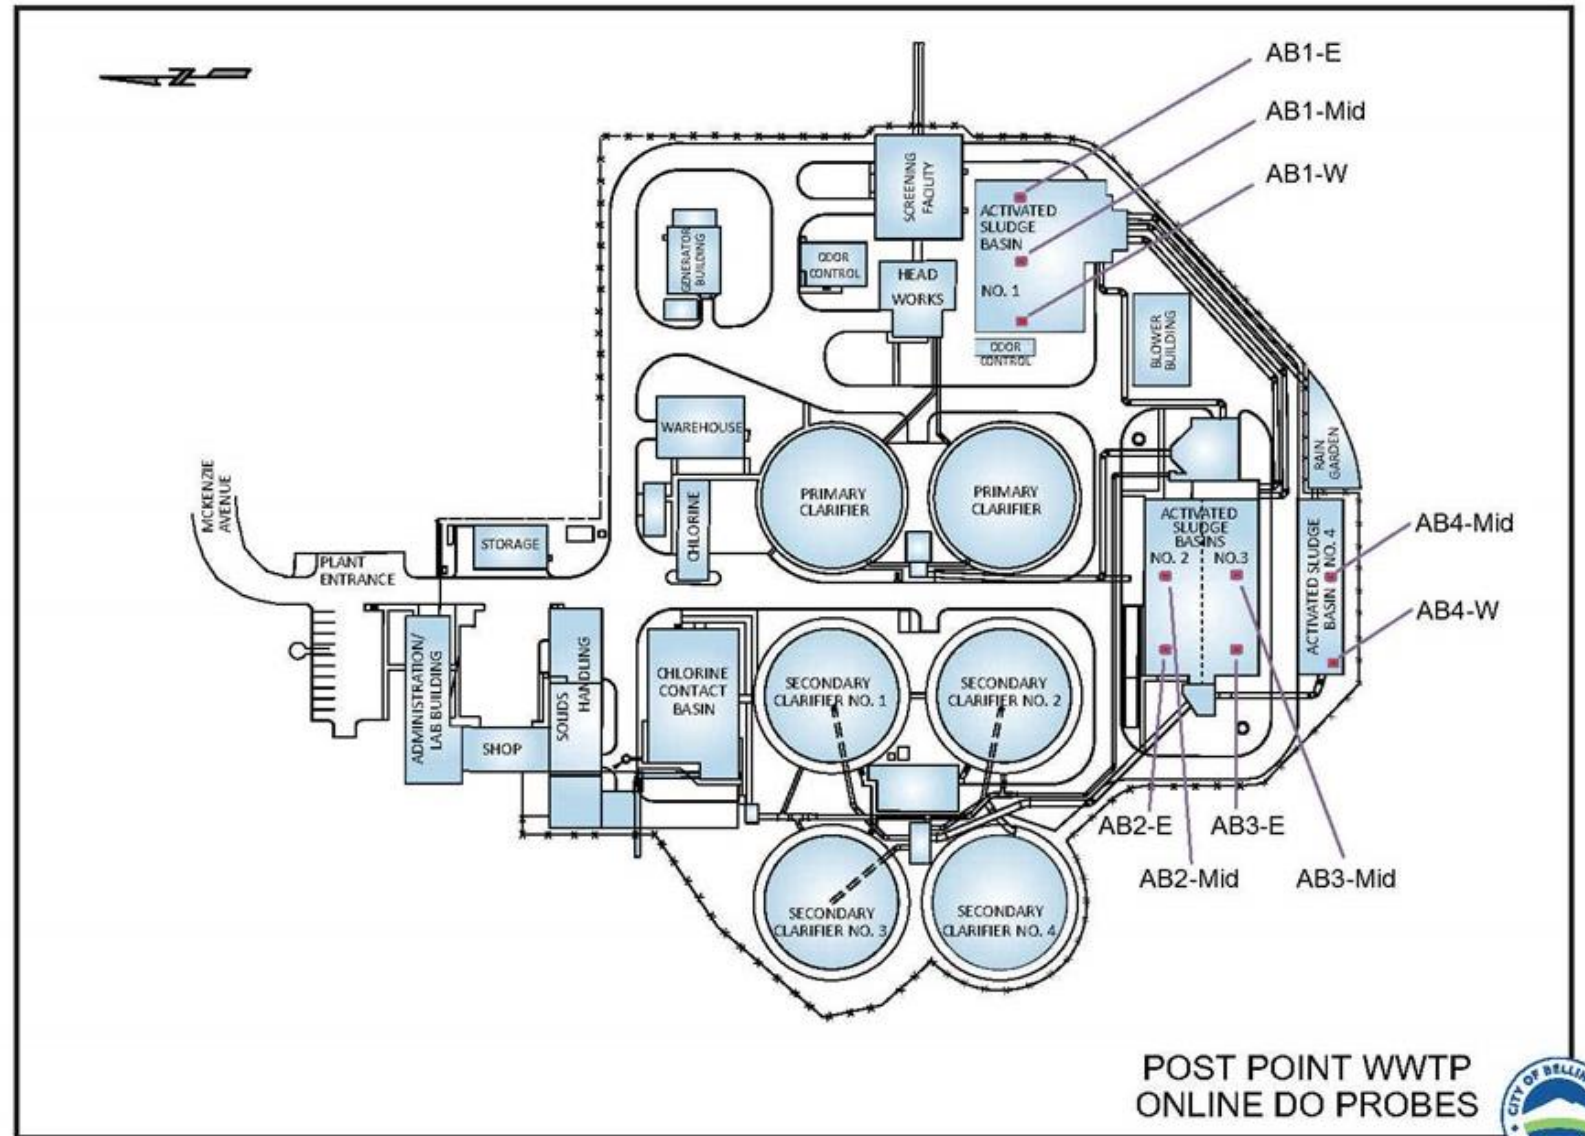 AB1-E
AB1-Mid
AB1-W
SCREENING
FACILITY
ACTIVATED
SLUDGE
BASIN
NO. 1
GENERATOR
BUILDING
ODOR
CONTROL
HEAD
WORKS
ODOR
CONTROL
BLOWER
BUILDING
WAREHOUSE
RAIN
GARDEN
MCKENZIE
AVENUE
PRIMARY
CLARIFIER
PRIMARY
CLARIFIER
CHLORINE
STORAGE
ACTIVATED
SLUDGE
BASINS
NO. 2
NO.3
ACTIVATED SLUDGE
BASIN NO. 4
AB4-Mid
AB4-W
PLANT
ENTRANCE
ADMINISTRATION/
LAB BUILDING
SOLIDS
HANDLING
SHOP
CHLORINE
CONTACT
BASIN
SECONDARY
CLARIFIER NO. 1
SECONDARY
CLARIFIER NO. 2
AB2-E
AB3-E
AB2-Mid
AB3-Mid
SECONDARY
CLARIFIER NO. 3
SECONDARY
CLARIFIER NO. 4
POST POINT WWTP
ONLINE DO PROBES
CITY OF BELLIN